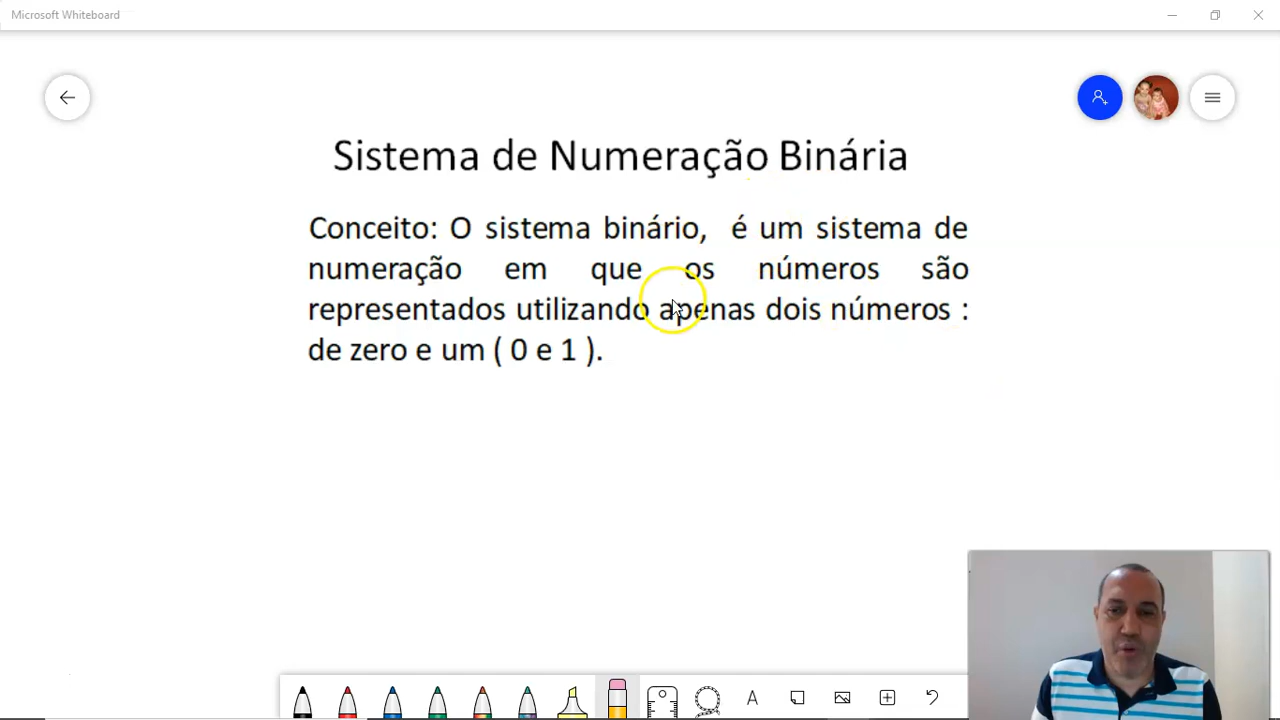 Microsoft Whiteboard
Sistema de Numeração Binária
Conceito: O sistema binário, é um sistema de
numeração em que os números são
representados utilizando apenas dois números :
de zero e um ( 0 e 1 ).
A